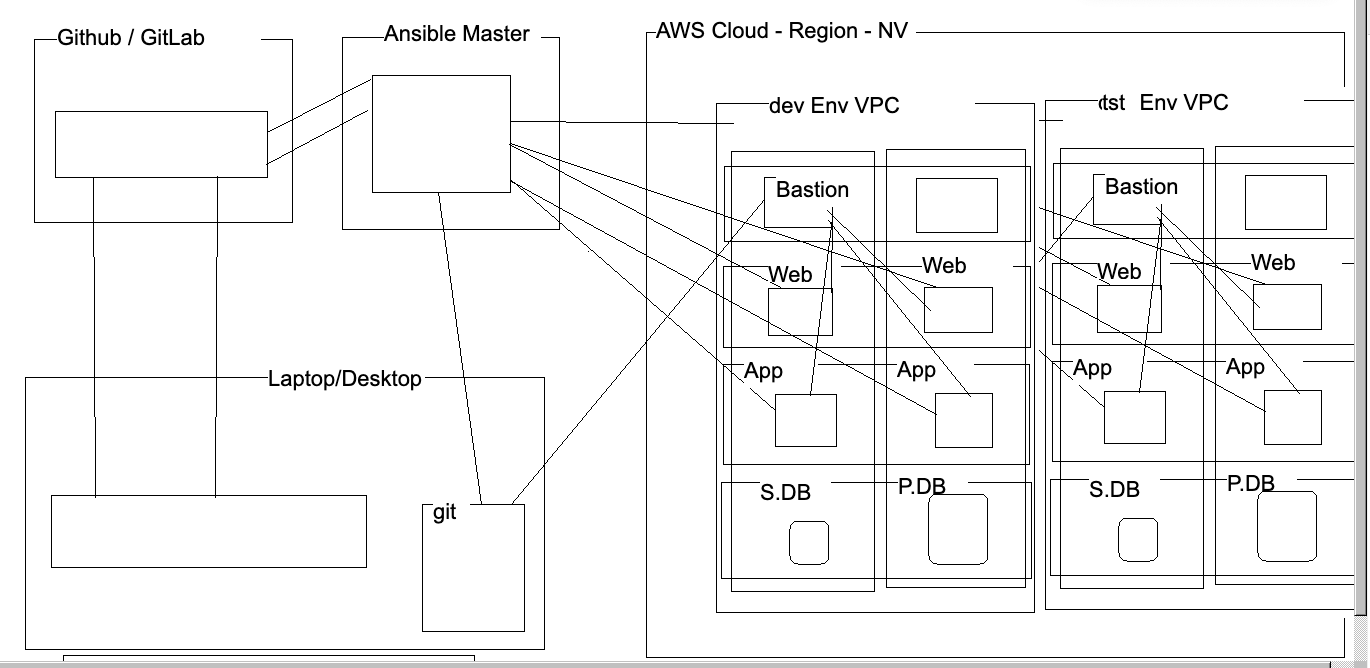 Github / GitLab
Ansible Master
AWS Cloud - Region - NV
dev Env VPC
tst Env VPC
Bastion
Bastion
Web
Web
Web
Web
App
App
App
App
Laptop/Desktop
S.DB
P.DB
S.DB
P.DB
git